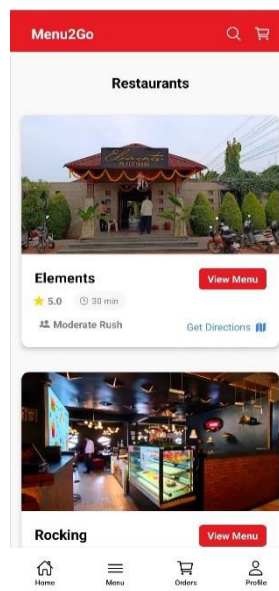 Menu2Go
Restaurants
Elements
Elements
View Menu
5.0
30 min
Moderate Rush
Get Directions
Rocking
View Menu
Home
Menu
Orders
Profile